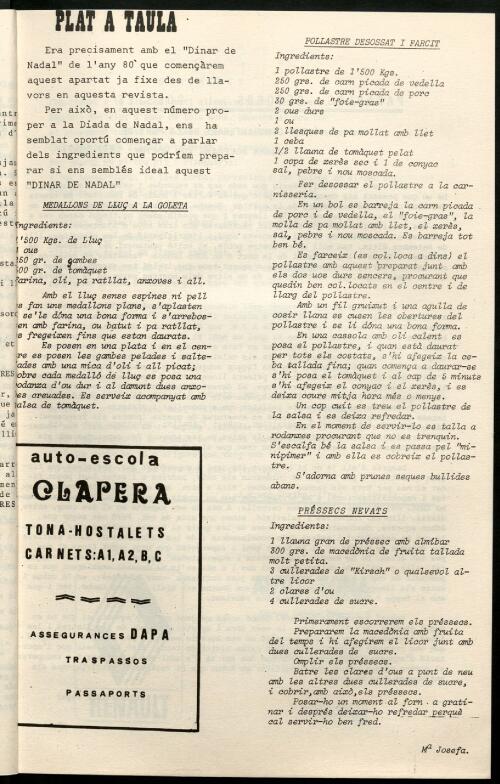 PLAT A TAULA
Era precisament amb el "Dinar de
Nadal" de l'any 80 que començàrem
aquest apartat ja fixe des de lla-
vors en aquesta revista.
Per això, en aquest número pro-
per a la Díada de Nadal, ens ha
semblat oportú començar a parlar
dels ingredients que podríem prepa-
rar si ens semblés ideal aquest
"DINAR DE NADAL"
MEDALLONS DE LLUÇ A LA GOLETA
Ingredients:
1'500 Kgs. de Lluç
50 gr. de gambes
00 gr. de tomàquet
farina, oli, pa ratllat, anxoves i all.
Amb el lluç sense espines ni pell
es fan uns medallons plans, s'aplasten
se'ls dóna una bona forma i s'arrebos-
en amb farina, ou batut i pa ratllat,
fregeixen fins que estan daurats.
Es posen en una plata i en el cen-
re es posen les gambes pelades i salte-
ades amb una mica d'oli i all picat;
sobre cada medalló de lluç es posa una
rodanxa d'ou dur i al damunt dues anxo-
es creuades. Es serveix acompanyat amb
salsa de tomàquet.
auto-escola
CLAPERA
TONA-HOSTALETS
CARNETS:A1,A2,B,C
ASSEGURANCES DAPA
TRASPASSOS
PASSAPORTS
POLLASTRE DESOSSAT I FARCIT
Ingredients:
1 pollastre de 1'500 Kgs.
250 grs. de carn picada de vedella
250 grs. de carn picada de porc
30 grs. de "foie-gras"
2 ous durs
1 ou
2 llesques de pa mollat amb llet
1 ceba
1/2 llauna de tomàquet pelat
1 copa de xerès sec i 1 de conyac
sal, pebre i nou moscada.
Per desossar el pollastre a la car-
nisseria.
En un bol es barreja la carn picada
de porc i de vedella, el "foie-gras", la
molla de pa mollat amb llet, el xerès,
sal, pebre i nou moscada. Es barreja tot
ben bé.
Es farceix (es col.loca a dins) el
pollastre amb aquest preparat junt amb
els dos ous durs sencers, procurant que
quedin ben col.locats en el centre i de
llarg del pollastre.
Amb un fil gruixut i una agulla de
cosir llana es cusen les obertures del
pollastre i se li dóna una bona forma.
En una cassola amb oli calent es
posa el pollastre, i quan està daurat
per tots els costats, s'hi afegeix la ce-
ba tallada fina; quan comença a daurar-se
s'hi posa el tomàquet i al cap de 5 minuts
s'hi afegeix el conyac i el xerès, i es
deixa coure mitja hora més o menys.
Un cop cuit es treu el pollastre de
la salsa i es deixa refredar.
En el moment de servir-lo es talla a
rodanxes procurant que no es trenquin.
S'escalfa bé la salsa i es passa pel "mi-
nipimer" i amb ella es cobreix el pollas-
tre.
S'adorna amb prunes seques bullides
abans.
PRÉSSECS NEVATS
Ingredients:
1 llauna gran de préssec amb almíbar
300 grs. de macedònia de fruita tallada
molt petita.
3 cullerades de "Kirsch" o qualsevol al-
tre licor
2 clares d'ou
4 cullerades de sucre.
Primerament escorrerem els préssecs.
Prepararem la macedònia amb fruita
del temps i hi afegirem el licor junt amb
dues cullerades de sucre.
Omplir els préssecs.
Batre les clares d'ous a punt de neu
amb les altres dues cullerades de sucre,
i cobrir, amb això, els préssecs.
Posar-ho un moment al forn a grati-
nar i després deixar-ho refredar perquè
cal servir-ho ben fred.
Mª Josefa.